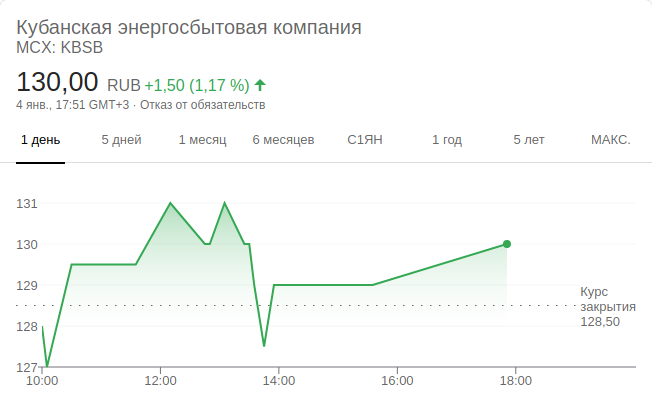 Кубанская энергосбытовая компания
MCX: KBSB
130,00 RUB +1,50 (1,17 %)
4 янв., 17:51 GMT+3 · Отказ от обязательств
1 день 5 дней 1 месяц 6 месяцев С1ЯН 1 год 5 лет МАКС.
131
130
129
128
127
Курс
закрытия
128,50
10:00 12:00 14:00 16:00 18:00